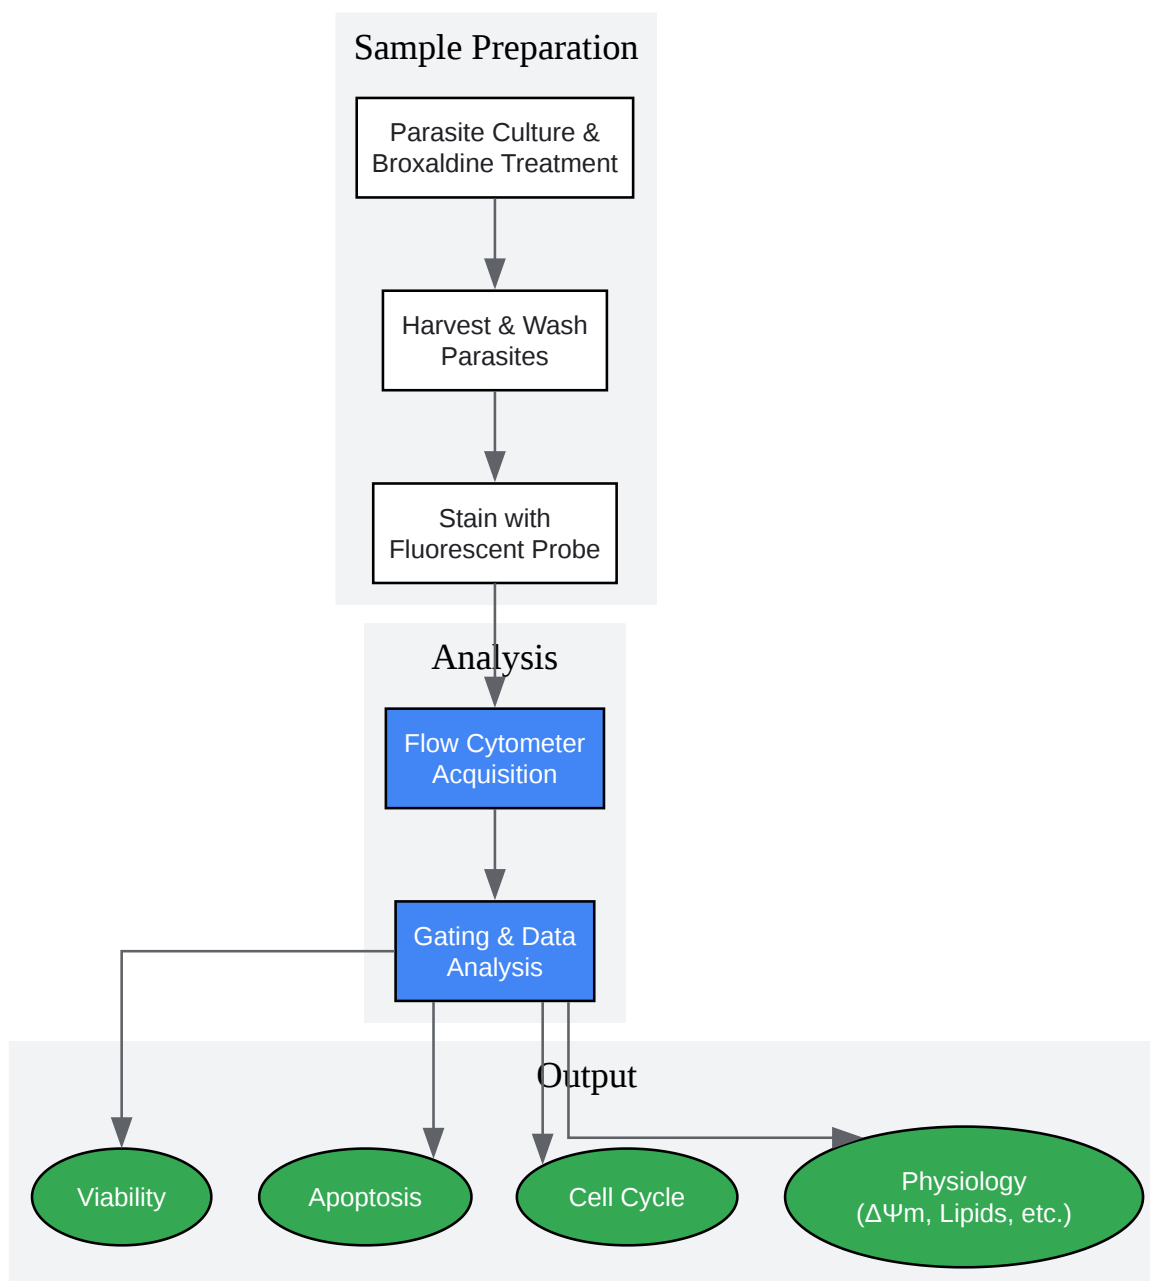 Sample Preparation
Parasite Culture &
Broxaldine Treatment
Harvest & Wash
Parasites
Stain with
Fluorescent Probe
Analysis
Flow Cytometer
Acquisition
Gating & Data
Analysis
Output
Viability
Apoptosis
Cell Cycle
Physiology
(ΔΨm, Lipids, etc.)